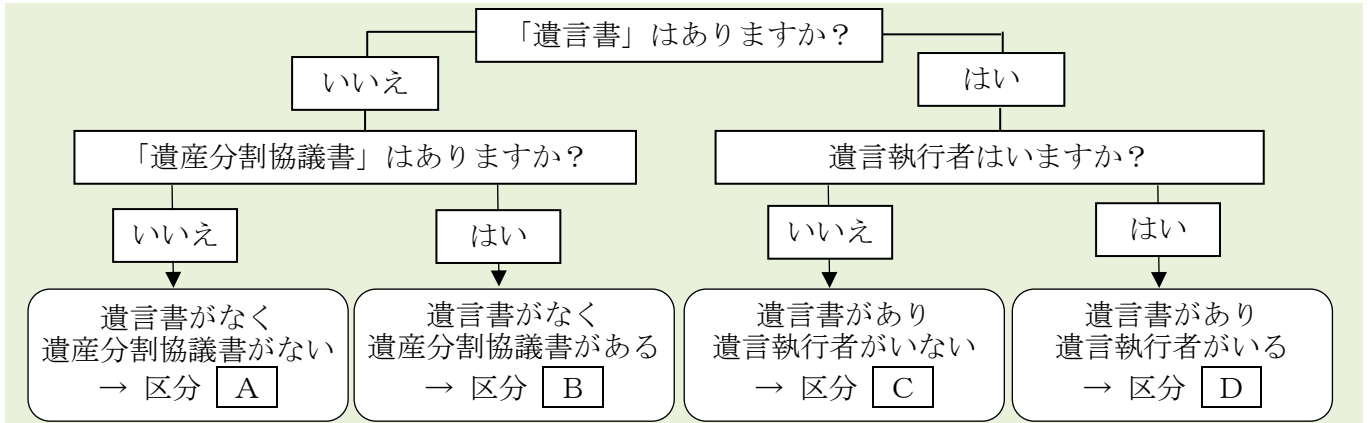 「遺言書」はありますか？
いいえ
はい
「遺産分割協議書」はありますか？
遺言執行者はいますか？
いいえ
はい
いいえ
はい
遺言書がなく
遺産分割協議書がない
→ 区分 A
遺言書がなく
遺産分割協議書がある
→ 区分 B
遺言書があり
遺言執行者がいない
→ 区分 C
遺言書があり
遺言執行者がいる
→ 区分 D